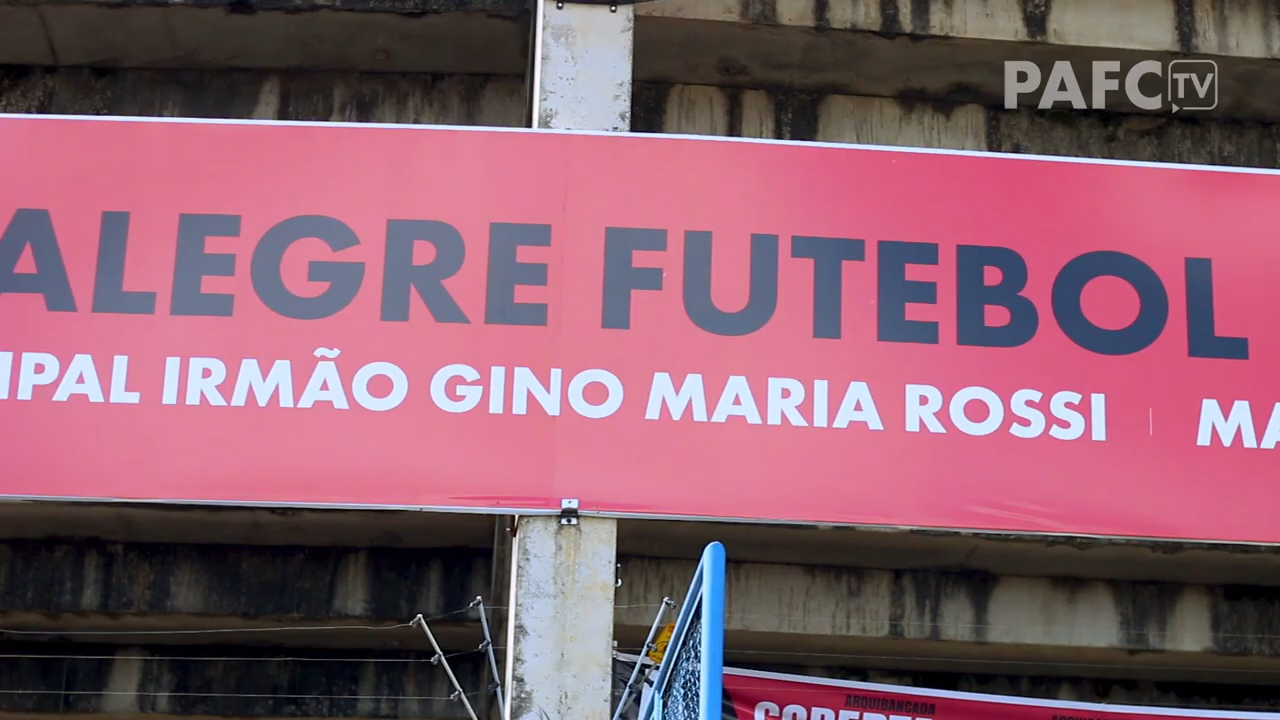 PAFC TV
ALEGRE FUTEBOL
IPAL IRMÃO GINO MARIA ROSSI | MA
ARQUIBANCADA